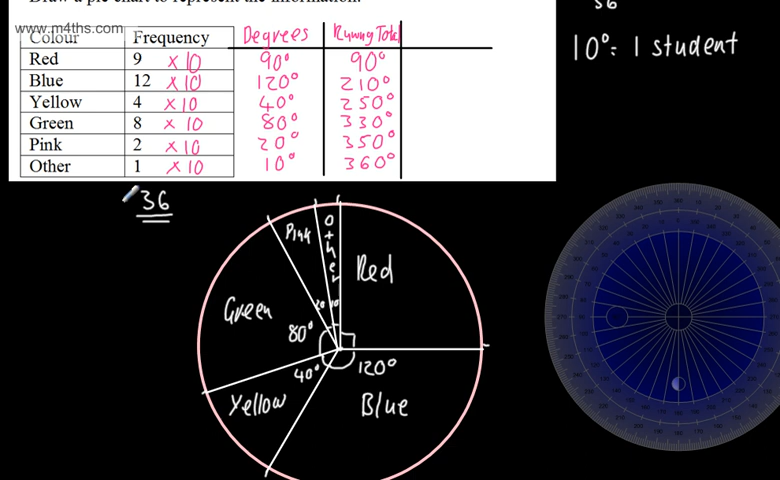 Draw a pie chart to represent the information.
www.m4ths.com
36
Colour Frequency Degrees Running Total
10° = 1 student
Red 9 x 10 90° 90°
Blue 12 x 10 120° 210°
Yellow 4 x 10 40° 250°
Green 8 x 10 80° 330°
Pink 2 x 10 20° 350°
Other 1 x 10 10° 360°
36
Pink
Other
Red
Green
20 10
80°
40°
120°
Yellow
Blue